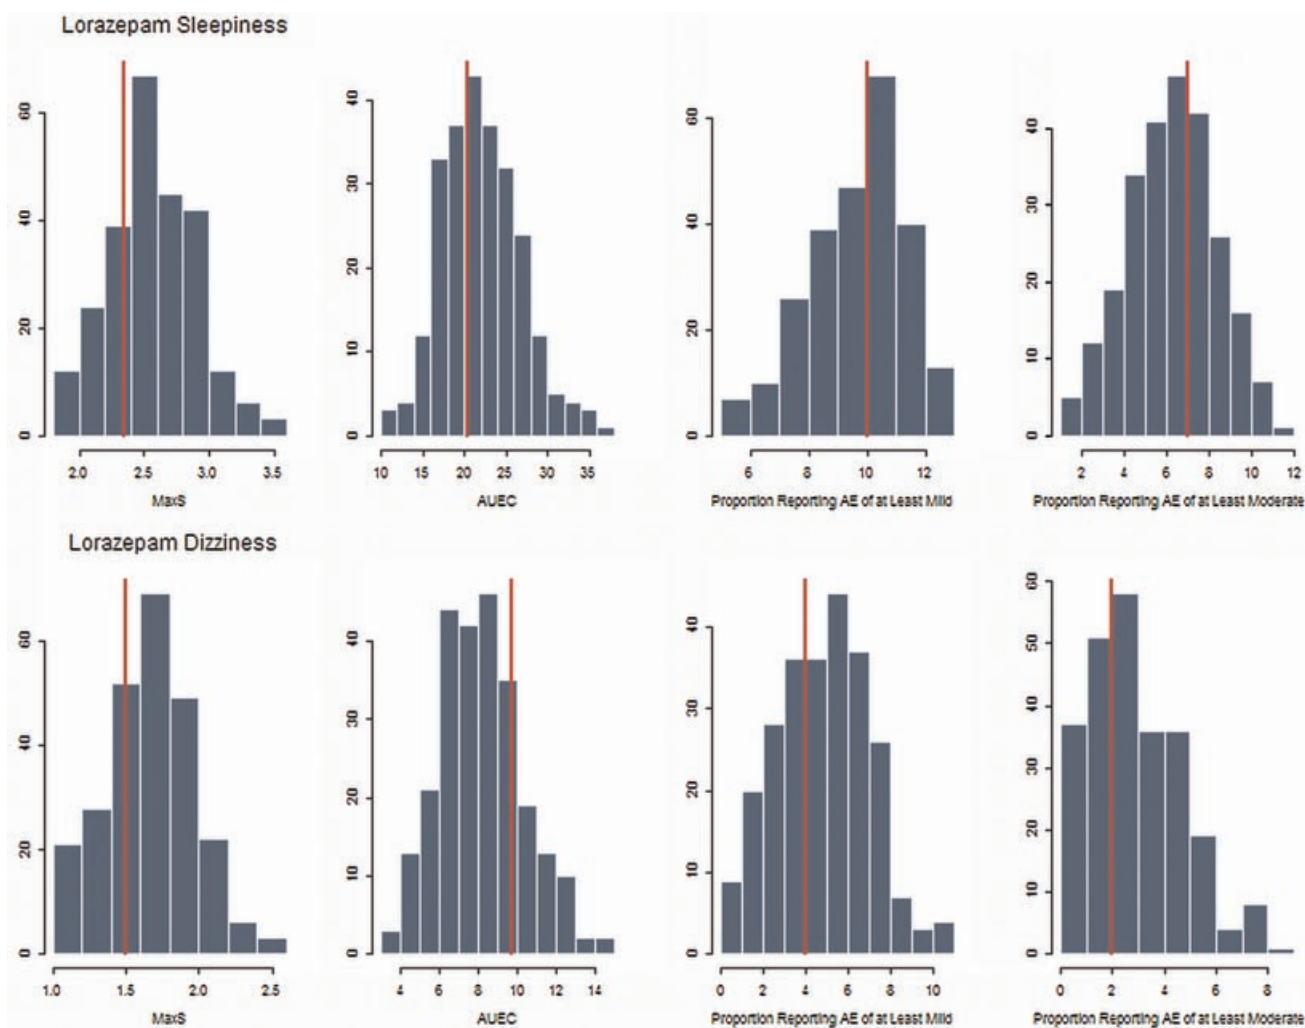 Lorazepam Sleepiness
0 20 40 60
2.0 2.5 3.0 3.5
MaxS
0 10 20 30 40
10 15 20 25 30 35
AUEC
0 20 40 60
6 8 10 12
Proportion Reporting AE of at Least Mild
0 10 20 30 40
2 4 6 8 10 12
Proportion Reporting AE of at Least Moderate
Lorazepam Dizziness
0 20 40 60
1.0 1.5 2.0 2.5
MaxS
0 10 20 30 40
4 6 8 10 12 14
AUEC
0 10 20 30 40
0 2 4 6 8 10
Proportion Reporting AE of at Least Mild
0 10 20 30 40 50 60
0 2 4 6 8
Proportion Reporting AE of at Least Moderate